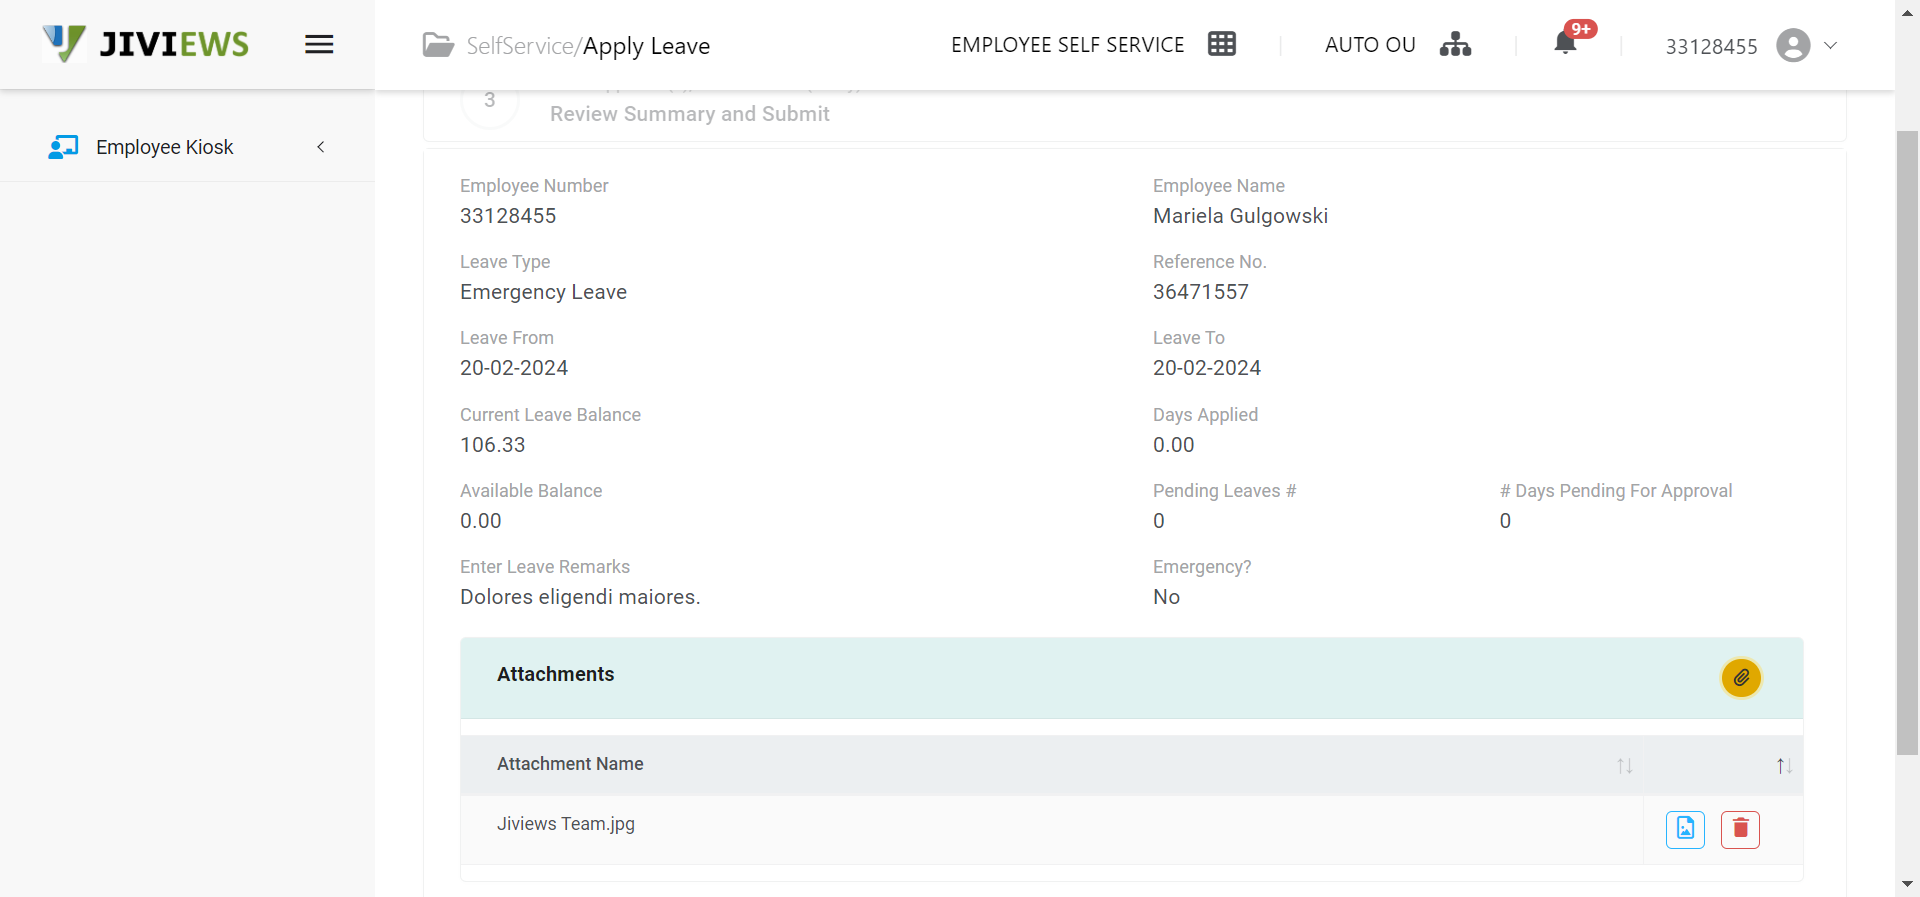 JIVIEWS
SelfService/Apply Leave
EMPLOYEE SELF SERVICE
AUTO OU
9+
33128455
Employee Kiosk
3
Review Summary and Submit
Employee Number
33128455
Employee Name
Mariela Gulgowski
Leave Type
Emergency Leave
Reference No.
36471557
Leave From
20-02-2024
Leave To
20-02-2024
Current Leave Balance
106.33
Days Applied
0.00
Available Balance
0.00
Pending Leaves #
0
# Days Pending For Approval
0
Enter Leave Remarks
Dolores eligendi maiores.
Emergency?
No
Attachments
Attachment Name
Jiviews Team.jpg